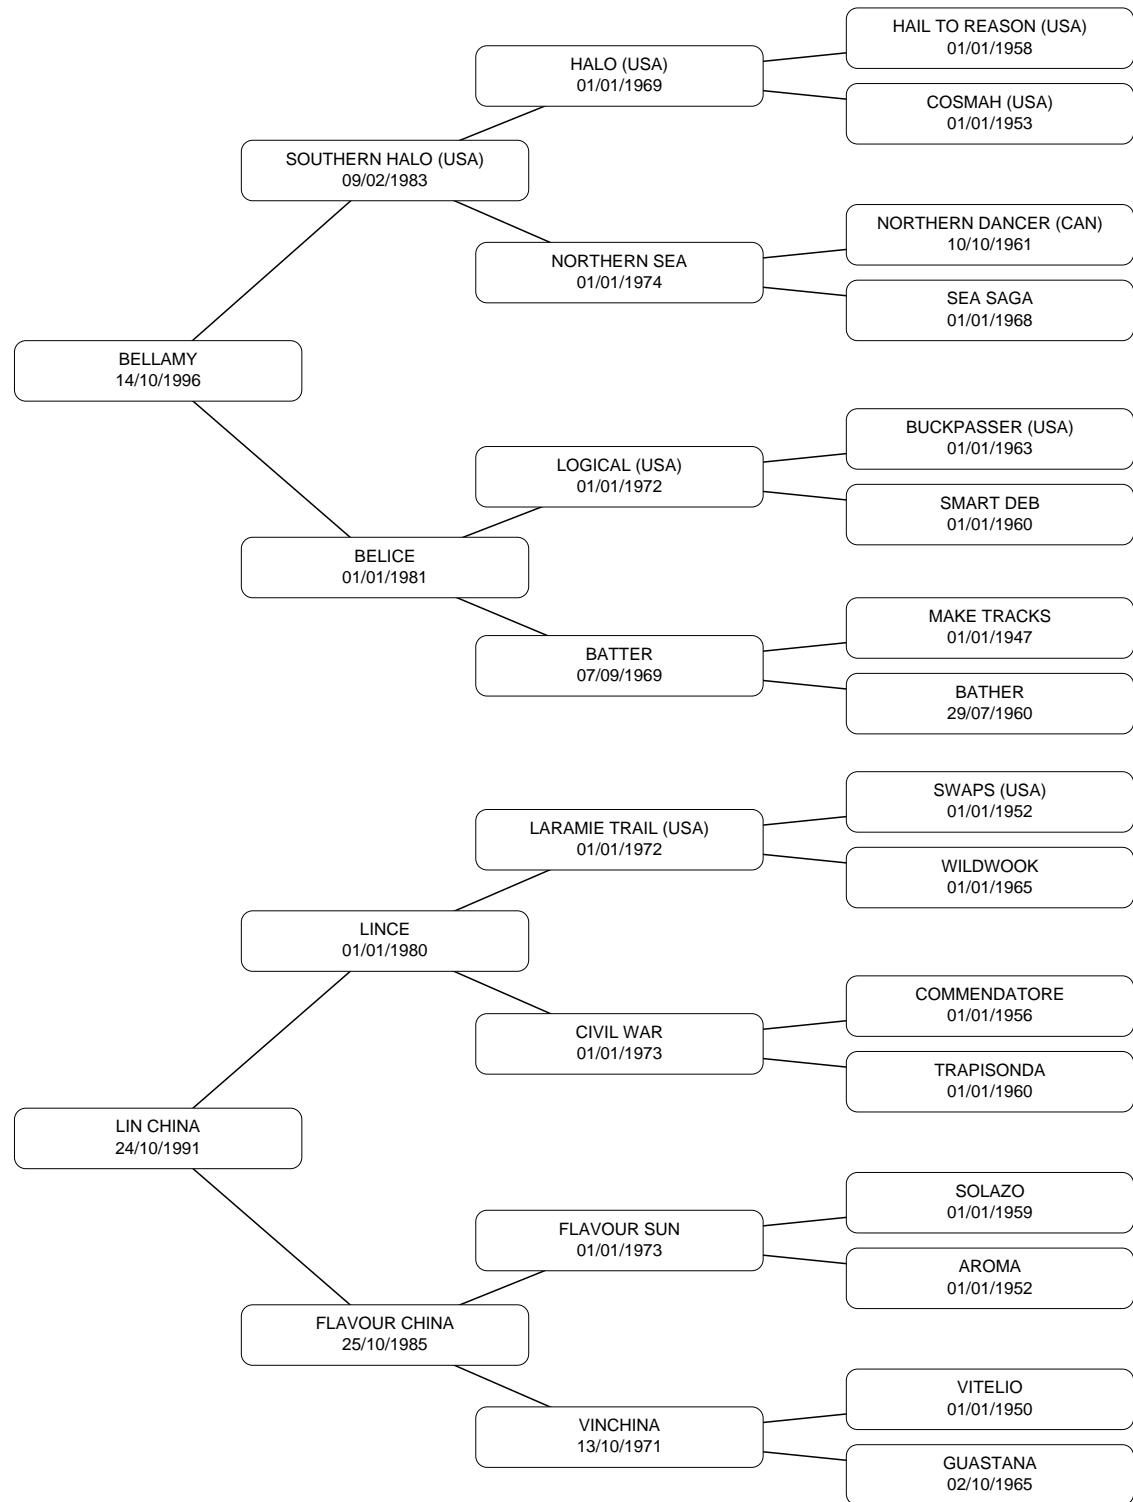 HAIL TO REASON (USA)
01/01/1958
HALO (USA)
01/01/1969
COSMAH (USA)
01/01/1953
SOUTHERN HALO (USA)
09/02/1983
NORTHERN DANCER (CAN)
10/10/1961
NORTHERN SEA
01/01/1974
SEA SAGA
01/01/1968
BELLAMY
14/10/1996
BUCKPASSER (USA)
01/01/1963
LOGICAL (USA)
01/01/1972
SMART DEB
01/01/1960
BELICE
01/01/1981
MAKE TRACKS
01/01/1947
BATTER
07/09/1969
BATHER
29/07/1960
SWAPS (USA)
01/01/1952
LARAMIE TRAIL (USA)
01/01/1972
WILDWOOK
01/01/1965
LINCE
01/01/1980
COMMENDATORE
01/01/1956
CIVIL WAR
01/01/1973
TRAPISONDA
01/01/1960
LIN CHINA
24/10/1991
SOLAZO
01/01/1959
FLAVOUR SUN
01/01/1973
AROMA
01/01/1952
FLAVOUR CHINA
25/10/1985
VITELIO
01/01/1950
VINCHINA
13/10/1971
GUASTANA
02/10/1965